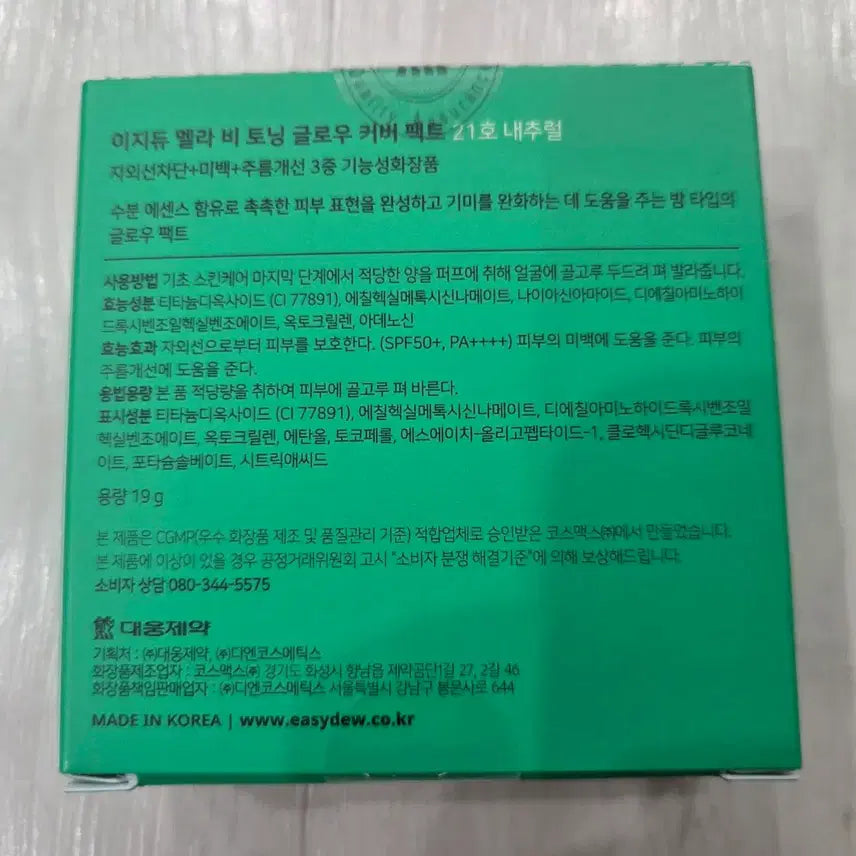 Quality Assurance
이지듀 멜라 비 토닝 글로우 커버 팩트 21호 내추럴
자외선차단+미백+주름개선 3중 기능성화장품
수분 에센스 함유로 촉촉한 피부 표현을 완성하고 기미를 완화하는 데 도움을 주는 밤 타입의
글로우 팩트
사용방법 기초 스킨케어 마지막 단계에서 적당한 양을 퍼프에 취해 얼굴에 골고루 두드려 펴 발라줍니다.
효능성분 티타늄디옥사이드 (CI 77891), 에칠헥실메톡시신나메이트, 나이아신아마이드, 디에칠아미노하이
드록시벤조일헥실벤조에이트, 옥토크릴렌, 아데노신
효능효과 자외선으로부터 피부를 보호한다. (SPF50+, PA++++) 피부의 미백에 도움을 준다. 피부의
주름개선에 도움을 준다.
용법용량 본 품 적당량을 취하여 피부에 골고루 펴 바른다.
표시성분 티타늄디옥사이드 (CI 77891), 에칠헥실메톡시신나메이트, 디에칠아미노하이드록시벤조일
헥실벤조에이트, 옥토크릴렌, 에탄올, 토코페롤, 에스에이치-올리고펩타이드-1, 클로헥시딘디글루코네
이트, 포타슘솔베이트, 시트릭애씨드
용량 19 g
본 제품은 CGMP(우수 화장품 제조 및 품질관리 기준) 적합업체로 승인받은 코스맥스㈜에서 만들었습니다.
본 제품에 이상이 있을 경우 공정거래위원회 고시 "소비자 분쟁 해결기준"에 의해 보상해드립니다.
소비자 상담 080-344-5575
대웅제약
기획처 : ㈜대웅제약, ㈜디엔코스메틱스
화장품제조업자 : 코스맥스㈜ 경기도 화성시 향남읍 제약공단1길 27, 2길 46
화장품책임판매업자 : ㈜디엔코스메틱스 서울특별시 강남구 봉은사로 644
MADE IN KOREA | www.easydew.co.kr